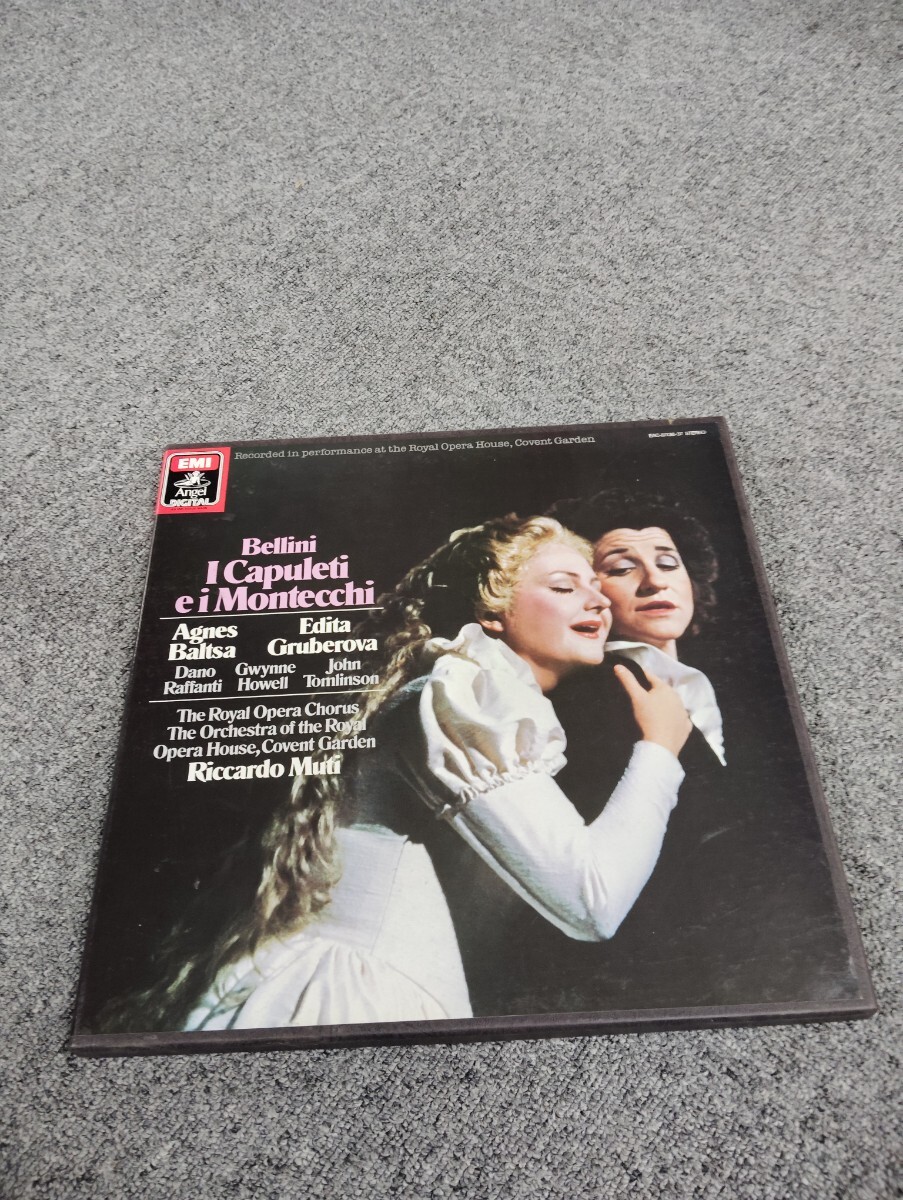 Recorded in performance at the Royal Opera House, Covent Garden
STEREO
EMI
Angel
DIGITAL
Bellini
I Capuleti
e i Montecchi
Agnes Baltsa
Edita Gruberova
Dano Raffanti
Gwynne Howell
John Tomlinson
The Royal Opera Chorus
The Orchestra of the Royal
Opera House, Covent Garden
Riccardo Muti